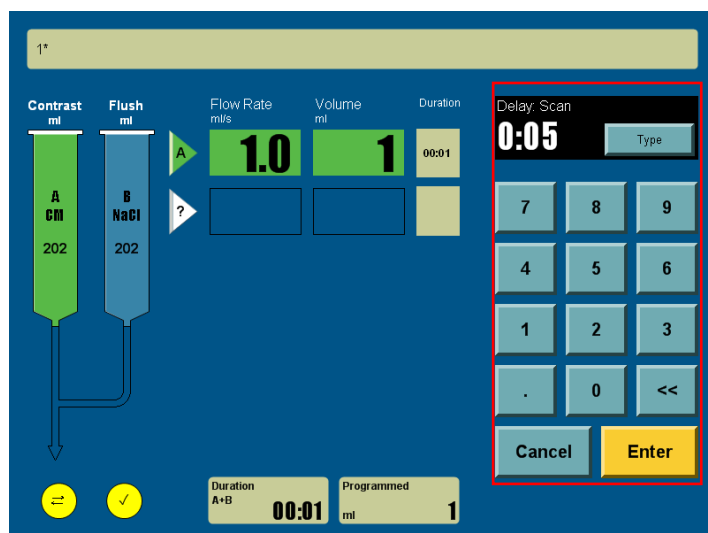 1*
Contrast
ml
Flush
ml
Flow Rate
ml/s
Volume
ml
Duration
A
1.0
1
00:01
?
A
CM
202
B
NaCl
202
Delay: Scan
0:05
Type
7 8 9
4 5 6
1 2 3
. 0 <<
Cancel Enter
Duration
A+B
00:01
Programmed
ml 1